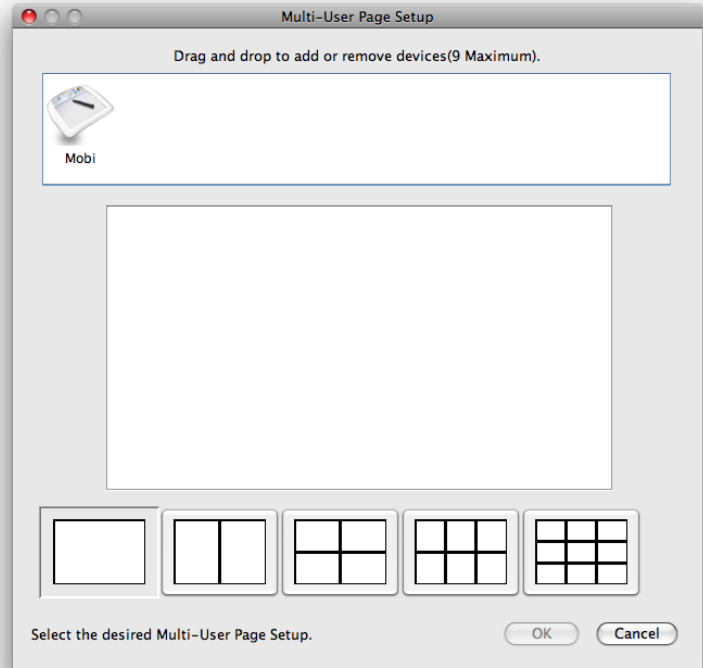 Multi-User Page Setup
Drag and drop to add or remove devices(9 Maximum).
Mobi
Select the desired Multi-User Page Setup.
OK
Cancel